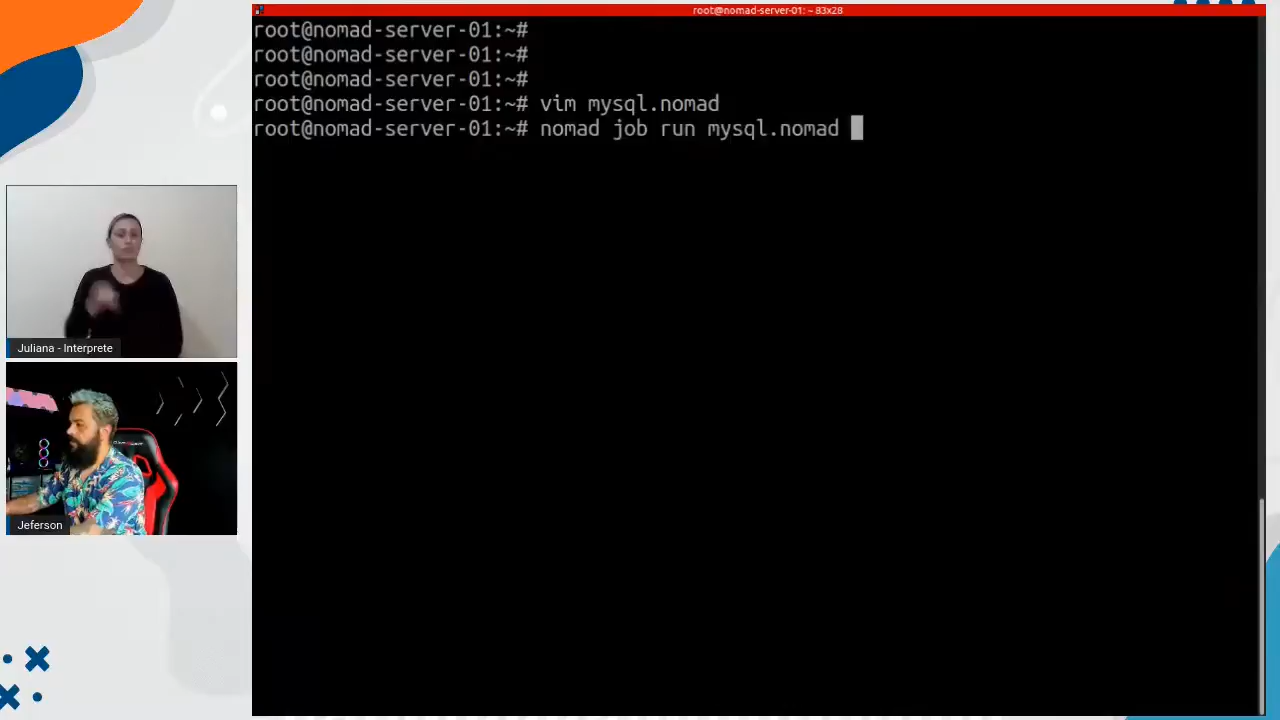 root@nomad-server-01: ~ 83x28
root@nomad-server-01:~#
root@nomad-server-01:~#
root@nomad-server-01:~#
root@nomad-server-01:~# vim mysql.nomad
root@nomad-server-01:~# nomad job run mysql.nomad
Juliana - Interprete
Jeferson